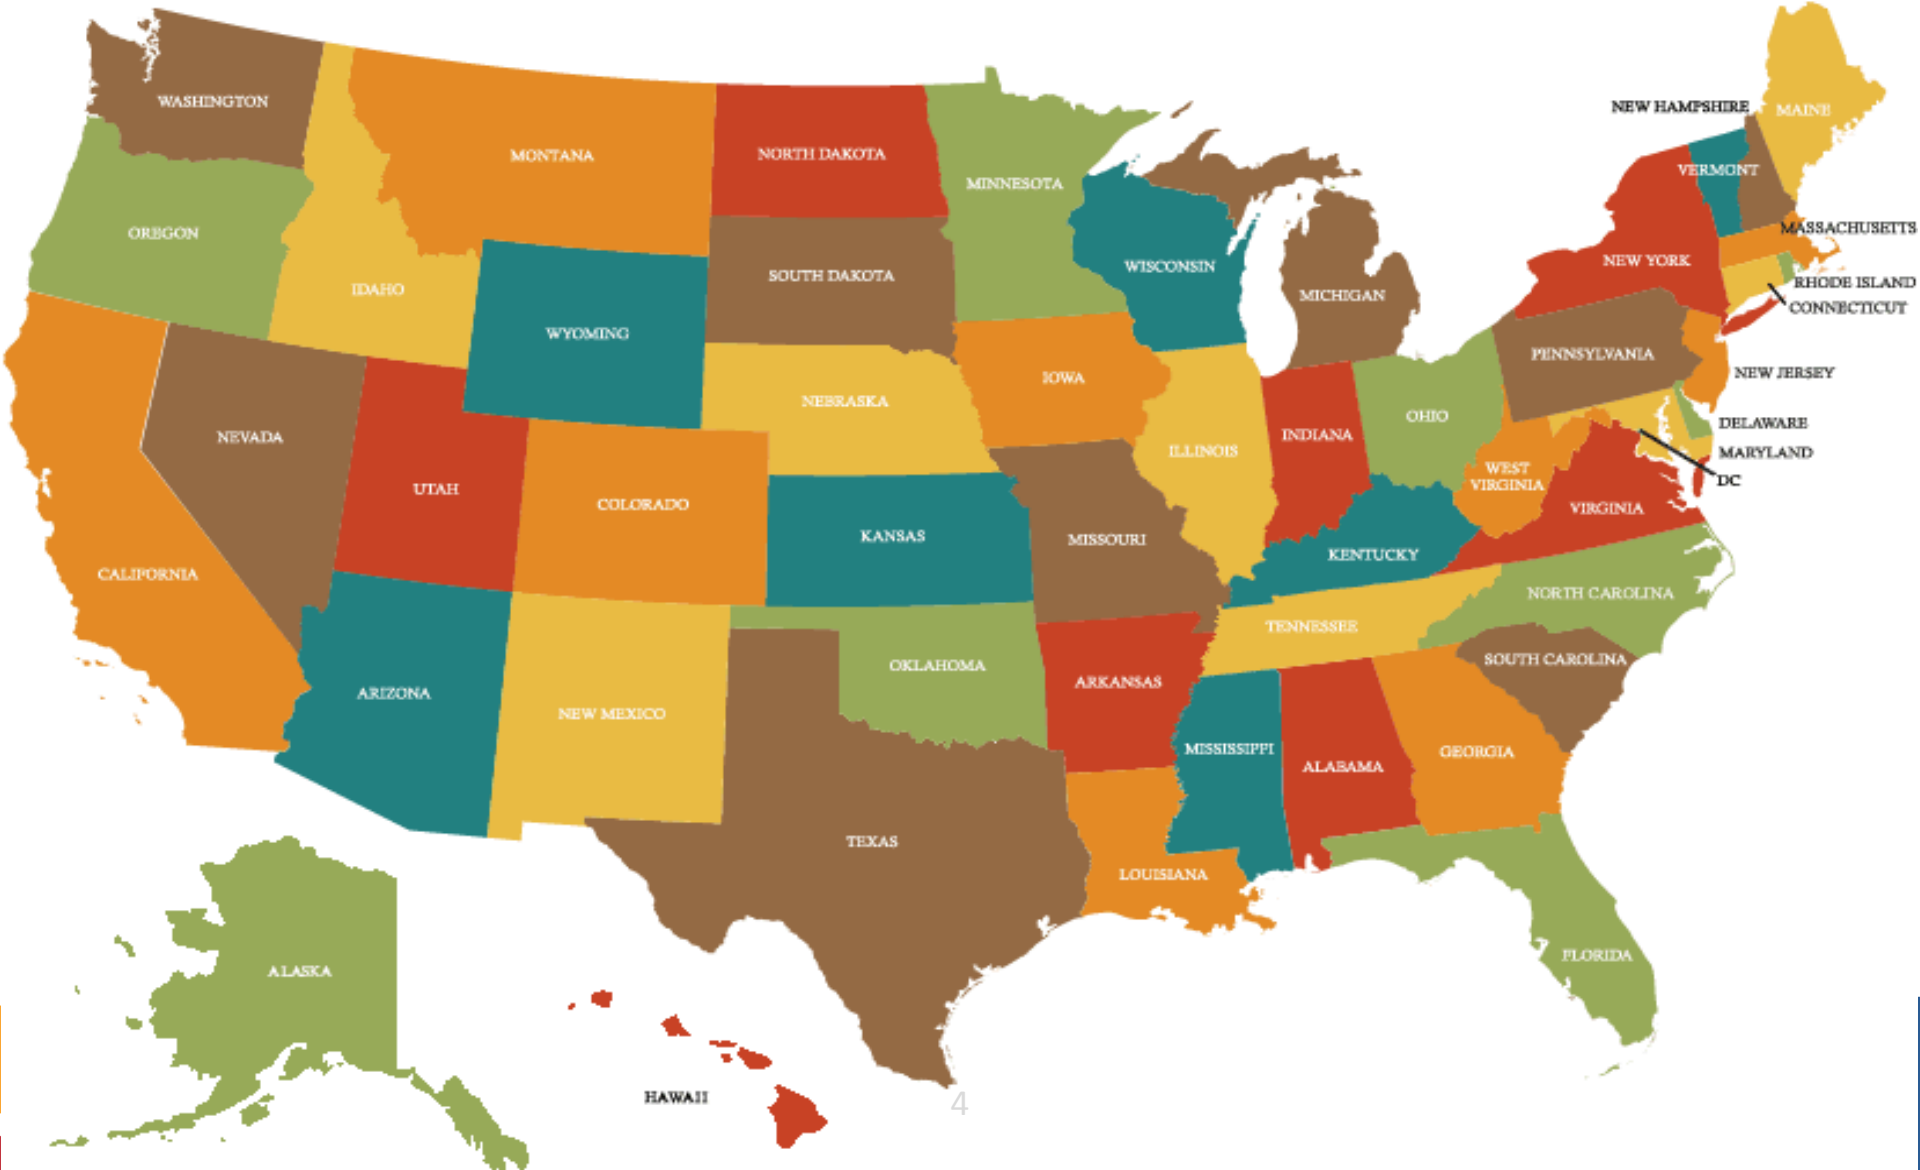 WASHINGTON
MONTANA
NORTH DAKOTA
MINNESOTA
NEW HAMPSHIRE
MAINE
VERMONT
OREGON
IDAHO
SOUTH DAKOTA
WISCONSIN
MICHIGAN
NEW YORK
MASSACHUSETTS
RHODE ISLAND
CONNECTICUT
WYOMING
NEBRASKA
IOWA
PENNSYLVANIA
NEW JERSEY
NEVADA
UTAH
COLORADO
ILLINOIS
INDIANA
OHIO
DELAWARE
MARYLAND
DC
WEST
VIRGINIA
VIRGINIA
CALIFORNIA
KANSAS
MISSOURI
KENTUCKY
NORTH CAROLINA
TENNESSEE
SOUTH CAROLINA
ARIZONA
NEW MEXICO
OKLAHOMA
ARKANSAS
MISSISSIPPI
ALABAMA
GEORGIA
TEXAS
LOUISIANA
FLORIDA
ALASKA
HAWAII
4